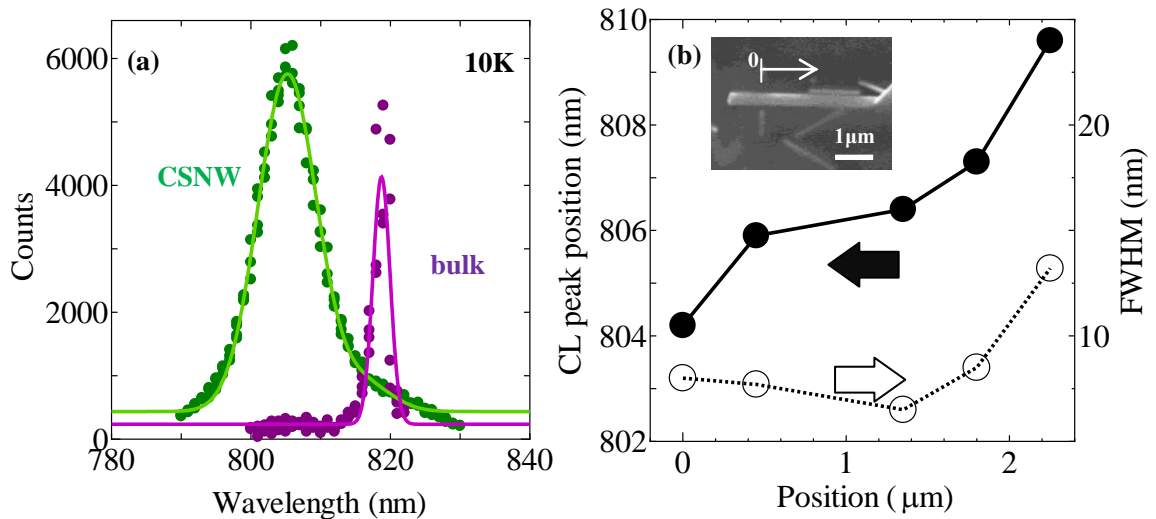 (a)
10K
CSNW
bulk
Counts
6000
4000
2000
0
780
800
820
840
Wavelength (nm)
(b)
0
1μm
CL peak position (nm)
810
808
806
804
802
FWHM (nm)
20
10
0
1
2
Position (μm)